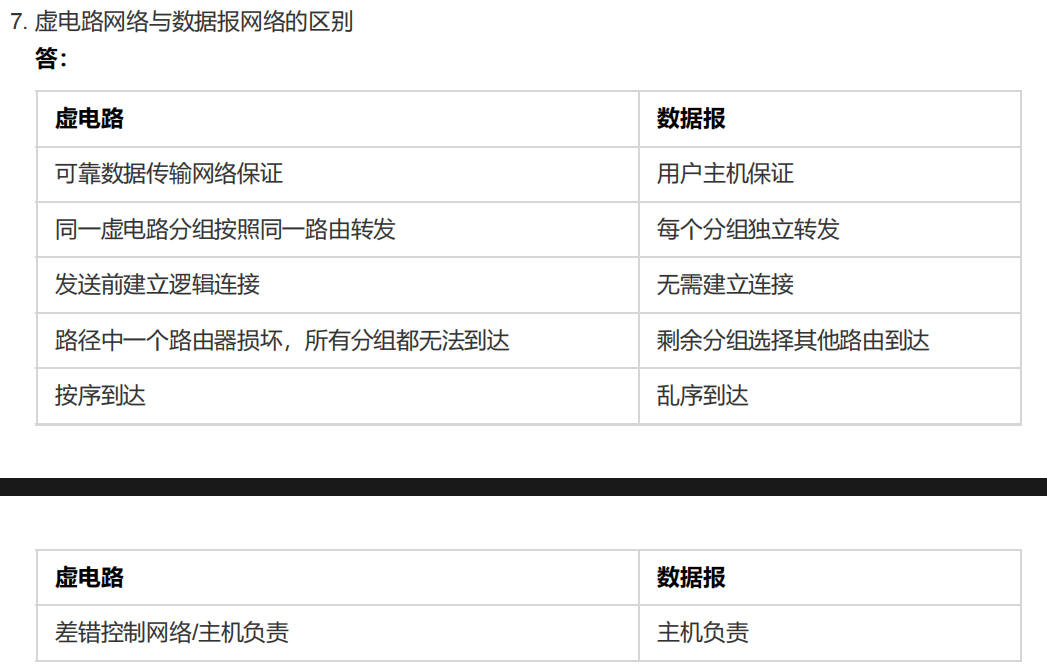 7. 虚电路网络与数据报网络的区别
答：
虚电路 数据报
可靠数据传输网络保证 用户主机保证
同一虚电路分组按照同一路由转发 每个分组独立转发
发送前建立逻辑连接 无需建立连接
路径中一个路由器损坏，所有分组都无法到达 剩余分组选择其他路由到达
按序到达 乱序到达
虚电路 数据报
差错控制网络/主机负责 主机负责